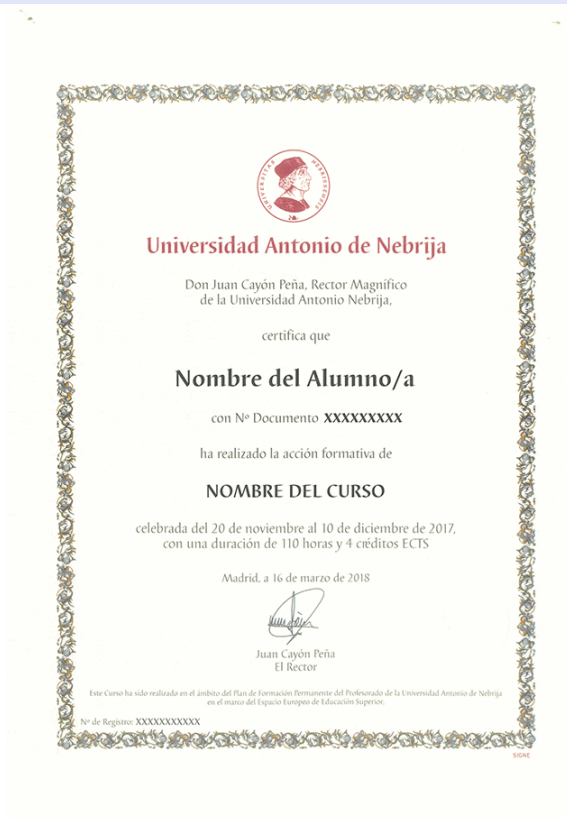 UNIVERSITAS NEBRISSENSIS
Universidad Antonio de Nebrija
Don Juan Cayón Peña, Rector Magnífico
de la Universidad Antonio Nebrija,
certifica que
Nombre del Alumno/a
con Nº Documento XXXXXXXXX
ha realizado la acción formativa de
NOMBRE DEL CURSO
celebrada del 20 de noviembre al 10 de diciembre de 2017,
con una duración de 110 horas y 4 créditos ECTS
Madrid, a 16 de marzo de 2018
Juan Cayón Peña
El Rector
Este Curso ha sido realizado en el ámbito del Plan de Formación Permanente del Profesorado de la Universidad Antonio de Nebrija
en el marco del Espacio Europeo de Educación Superior.
Nº de Registro: XXXXXXXXXXX
SIGNE